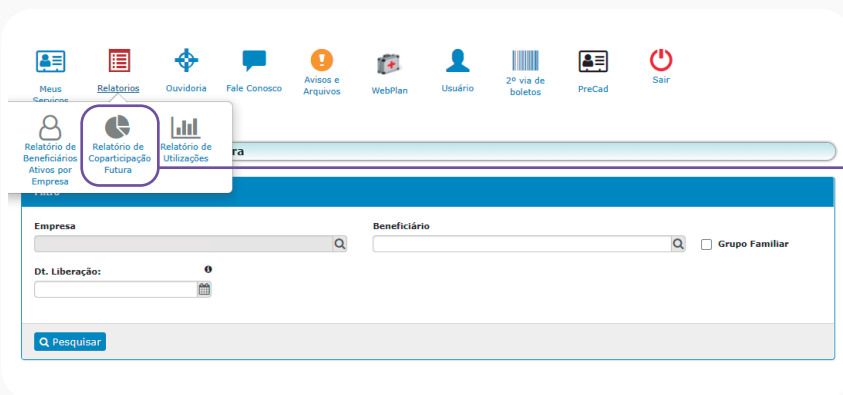 Meus
Serviços
Relatorios
Ouvidoria
Fale Conosco
Avisos e
Arquivos
WebPlan
Usuário
2º via de
boletos
PreCad
Sair
Relatório de
Beneficiários
Ativos por
Empresa
Relatório de
Coparticipação
Futura
Relatório de
Utilizações
ra
Filtro
Empresa
Beneficiário
Grupo Familiar
Dt. Liberação:
Pesquisar